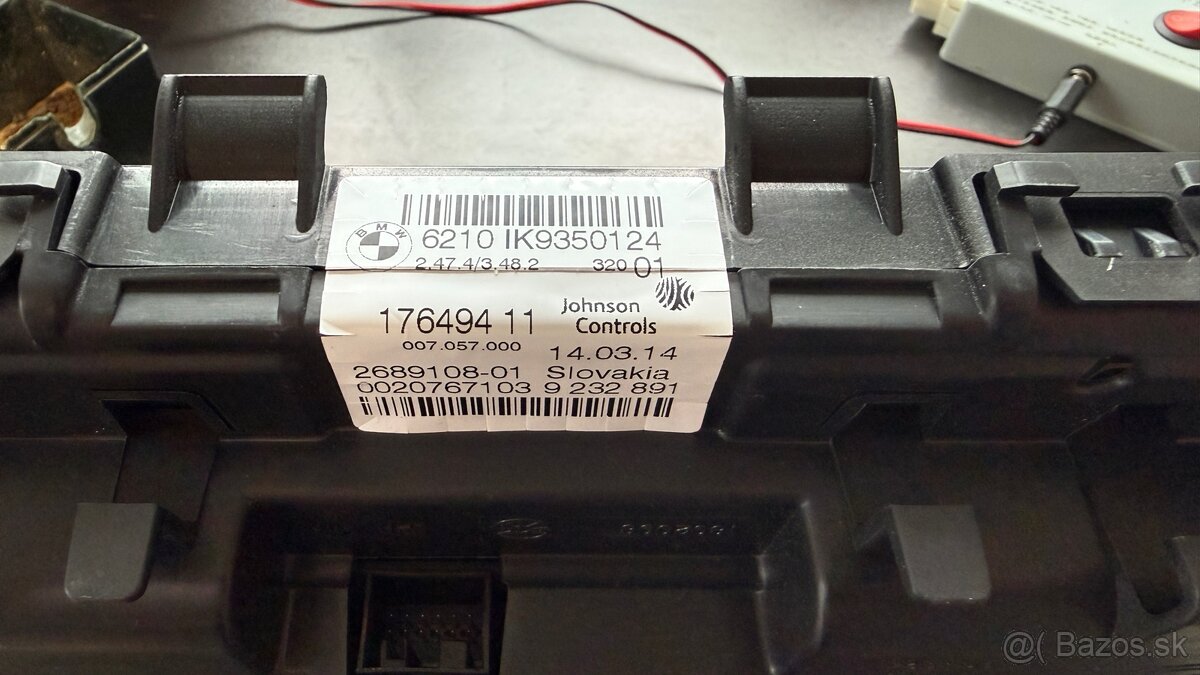 BMW
6210 IK9350124
2.47.4/3.48.2 320 01
Johnson
Controls
176494 11
007.057.000
14.03.14
2689108-01 Slovakia
0020767103 9 232 891
@( Bazos.sk